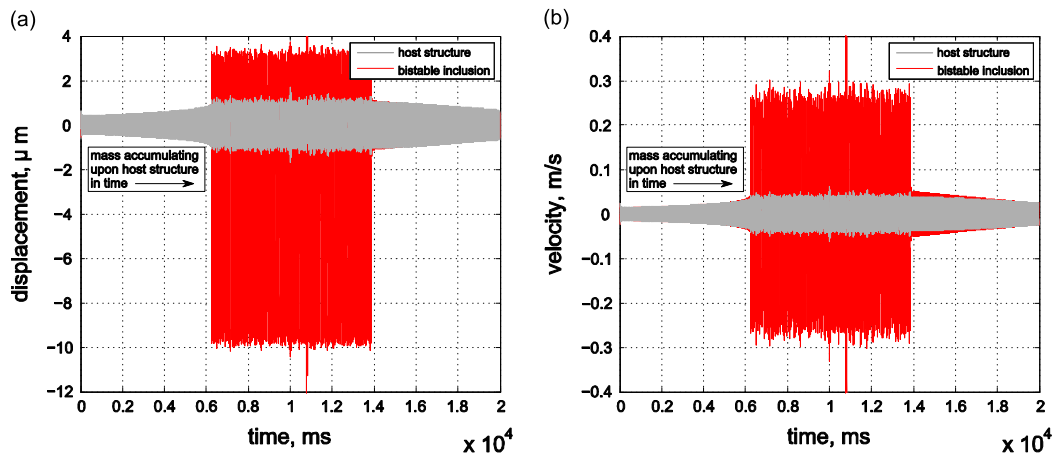 (a)
displacement, μ m
4
2
0
−2
−4
−6
−8
−10
−12
host structure
bistable inclusion
mass accumulating
upon host structure
in time
0 0.2 0.4 0.6 0.8 1 1.2 1.4 1.6 1.8 2
time, ms
x 10^4
(b)
velocity, m/s
0.4
0.3
0.2
0.1
0
−0.1
−0.2
−0.3
−0.4
host structure
bistable inclusion
mass accumulating
upon host structure
in time
0 0.2 0.4 0.6 0.8 1 1.2 1.4 1.6 1.8 2
time, ms
x 10^4